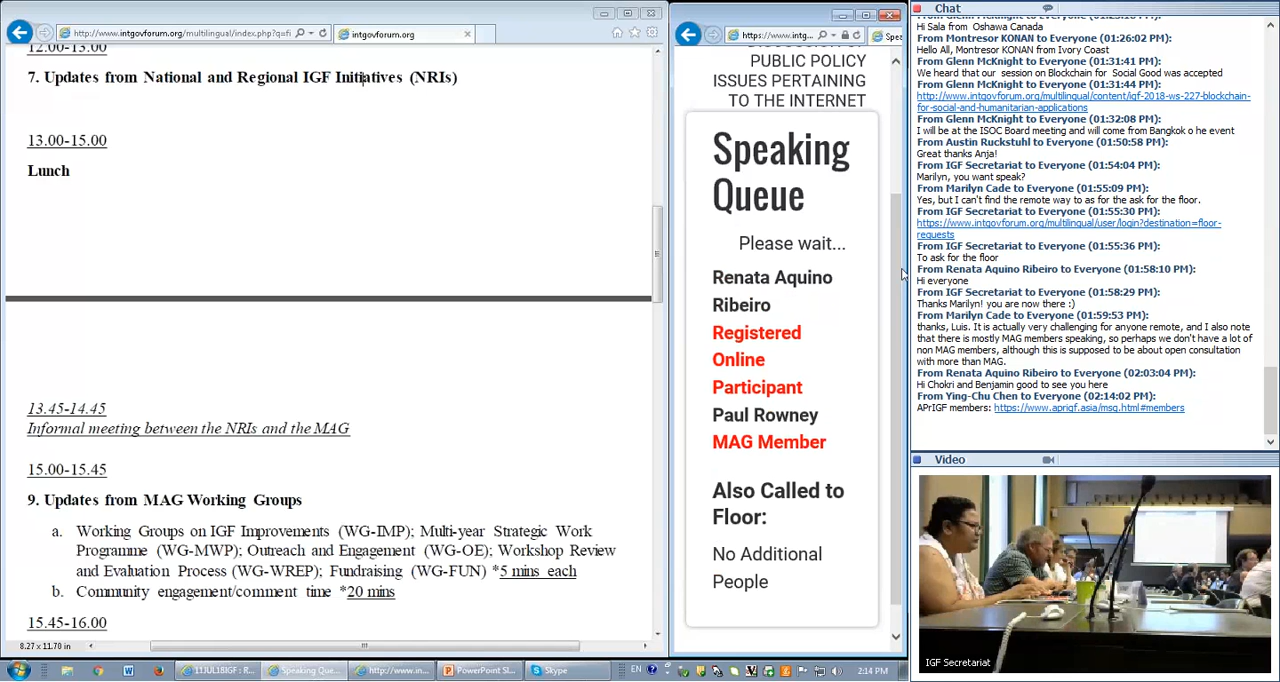 http://www.intgovforum.org/multilingual/index.php?q=fi
intgovforum.org
12.00-13.00
7. Updates from National and Regional IGF Initiatives (NRIs)
13.00-15.00
Lunch
13.45-14.45
Informal meeting between the NRIs and the MAG
15.00-15.45
9. Updates from MAG Working Groups
a. Working Groups on IGF Improvements (WG-IMP); Multi-year Strategic Work
Programme (WG-MWP); Outreach and Engagement (WG-OE); Workshop Review
and Evaluation Process (WG-WREP); Fundraising (WG-FUN) *5 mins each
b. Community engagement/comment time *20 mins
15.45-16.00
8.27 x 11.78 in
https://www.intg...
Spe
DISCUSSION OF
PUBLIC POLICY
ISSUES PERTAINING
TO THE INTERNET
Speaking
Queue
Please wait...
Renata Aquino
Ribeiro
Registered
Online
Participant
Paul Rowney
MAG Member
Also Called to
Floor:
No Additional
People
Chat
From Glenn McKnight to Everyone
Hi Sala from Oshawa Canada
From Montresor KONAN to Everyone (01:26:02 PM):
Hello All, Montresor KONAN from Ivory Coast
From Glenn McKnight to Everyone (01:31:41 PM):
We heard that our session on Blockchain for Social Good was accepted
From Glenn McKnight to Everyone (01:31:44 PM):
http://www.intgovforum.org/multilingual/content/igf-2018-ws-227-blockchain-
for-social-and-humanitarian-applications
From Glenn McKnight to Everyone (01:32:08 PM):
I will be at the ISOC Board meeting and will come from Bangkok o he event
From Austin Ruckstuhl to Everyone (01:50:58 PM):
Great thanks Anja!
From IGF Secretariat to Everyone (01:54:04 PM):
Marilyn, you want speak?
From Marilyn Cade to Everyone (01:55:09 PM):
Yes, but I can't find the remote way to as for the ask for the floor.
From IGF Secretariat to Everyone (01:55:30 PM):
https://www.intgovforum.org/multilingual/user/login?destination=floor-
requests
From IGF Secretariat to Everyone (01:55:36 PM):
To ask for the floor
From Renata Aquino Ribeiro to Everyone (01:58:10 PM):
Hi everyone
From IGF Secretariat to Everyone (01:58:29 PM):
Thanks Marilyn! you are now there :)
From Marilyn Cade to Everyone (01:59:53 PM):
thanks, Luis. It is actually very challenging for anyone remote, and I also note
that there is mostly MAG members speaking, so perhaps we don't have a lot of
non MAG members, although this is supposed to be about open consultation
with more than MAG.
From Renata Aquino Ribeiro to Everyone (02:03:04 PM):
Hi Chokri and Benjamin good to see you here
From Ying-Chu Chen to Everyone (02:14:02 PM):
APrIGF members: https://www.aprigf.asia/msg.html#members
Video
IGF Secretariat
11JUL18IGF : R...
Speaking Que...
http://www.in...
PowerPoint Sl...
Skype
EN
2:14 PM